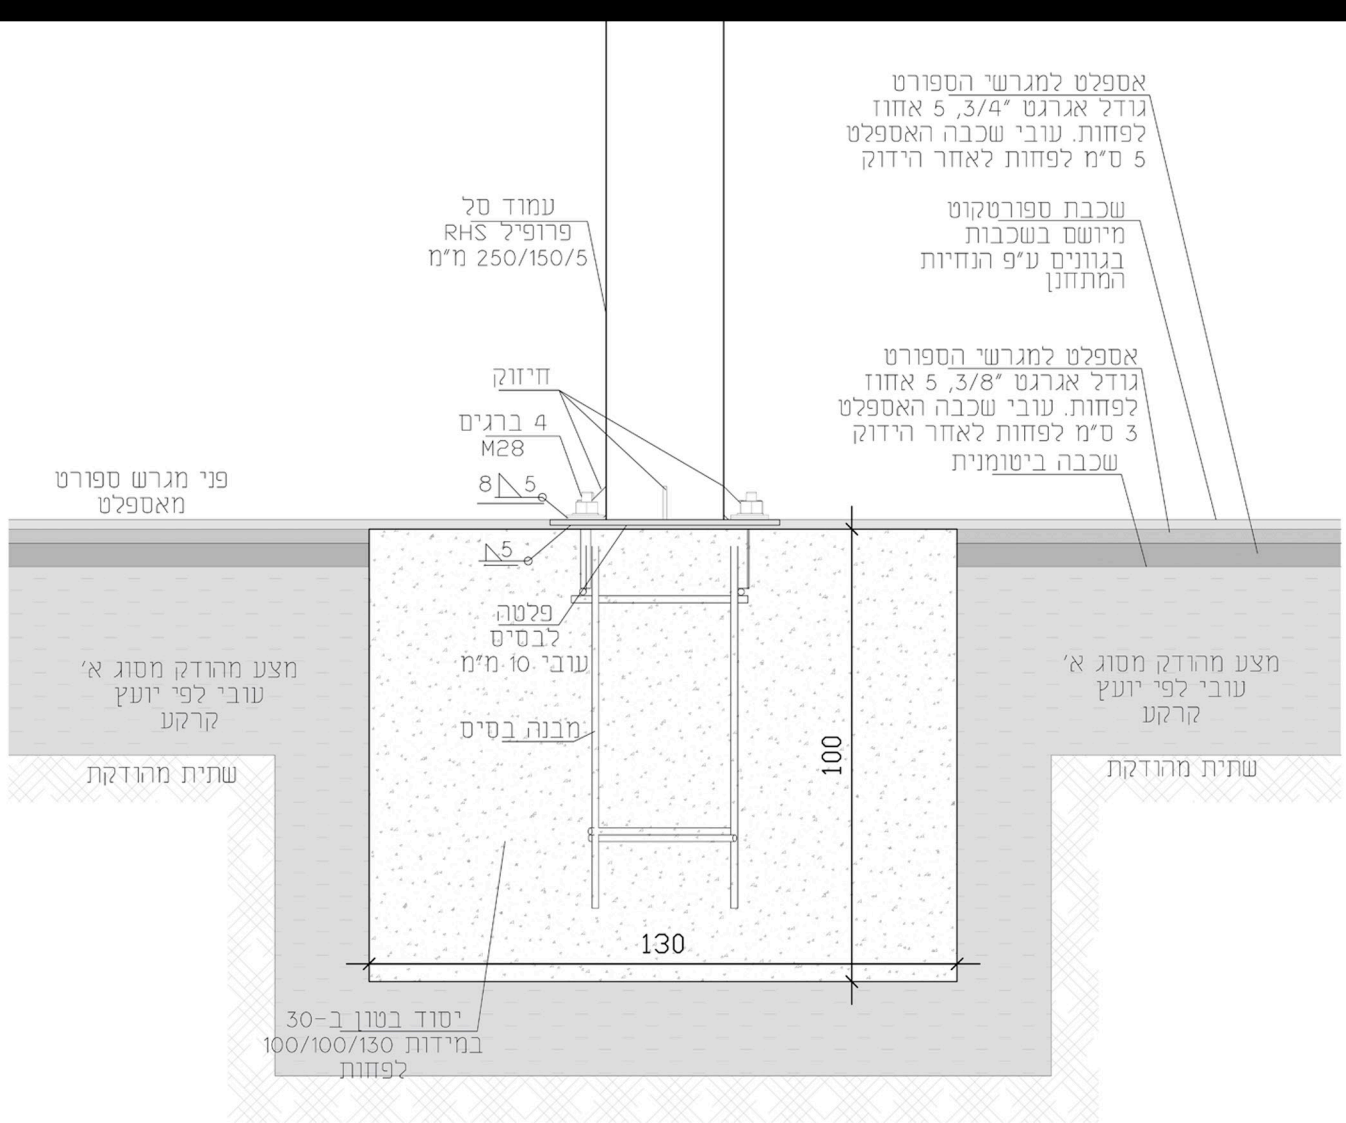 אספלט למגרשי הספורט
גודל אגרגט "3/4, 5 אחוז
לפחות. עובי שכבה האספלט
5 ס"מ לפחות לאחר הידוק
עמוד סל
פרופיל RHS
250/150/5 מ"מ
שכבת ספורטקוט
מיושם בשכבות
בגוונים ע"פ הנחיות
המתחנן
אספלט למגרשי הספורט
גודל אגרגט "3/8, 5 אחוז
לפחות. עובי שכבה האספלט
3 ס"מ לפחות לאחר הידוק
שכבה ביטומנית
חיזוק
4 ברגים
M28
8 5
5
פני מגרש ספורט
מאספלט
פלטה
לבסיס
עובי 10 מ"מ
מבנה בסיס
מצע מהודק מסוג א'
עובי לפי יועץ
קרקע
שתית מהודקת
מצע מהודק מסוג א'
עובי לפי יועץ
קרקע
שתית מהודקת
100
130
יסוד בטון ב-30
במידות 100/100/130
לפחות